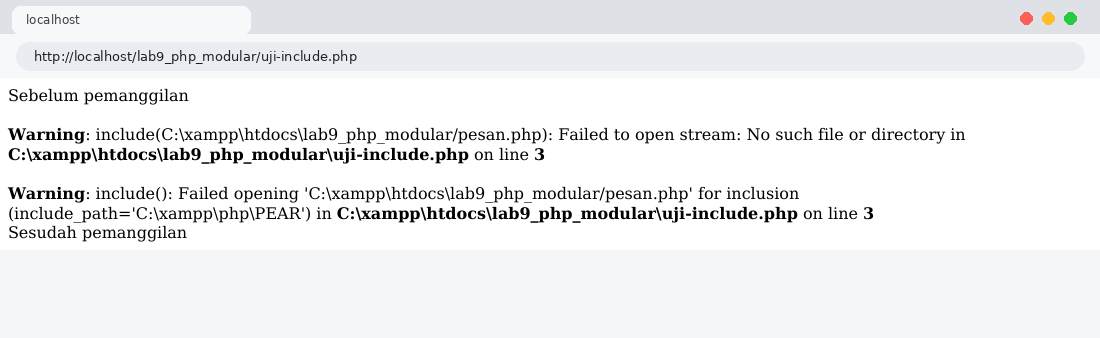 localhost
http://localhost/lab9_php_modular/uji-include.php
Sebelum pemanggilan
Warning: include(C:\xampp\htdocs\lab9_php_modular/pesan.php): Failed to open stream: No such file or directory in
C:\xampp\htdocs\lab9_php_modular\uji-include.php on line 3
Warning: include(): Failed opening 'C:\xampp\htdocs\lab9_php_modular/pesan.php' for inclusion
(include_path='C:\xampp\php\PEAR') in C:\xampp\htdocs\lab9_php_modular\uji-include.php on line 3
Sesudah pemanggilan